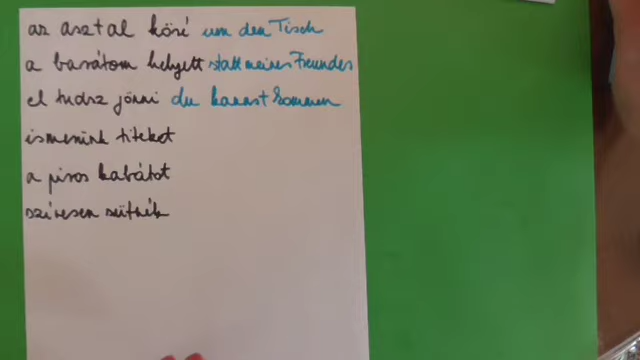 az asztal köré um den Tisch
a barátom helyett statt meines Freundes
el tudsz jönni du kannst kommen
ismerünk titeket
a piros kabátot
szívesen sütnék